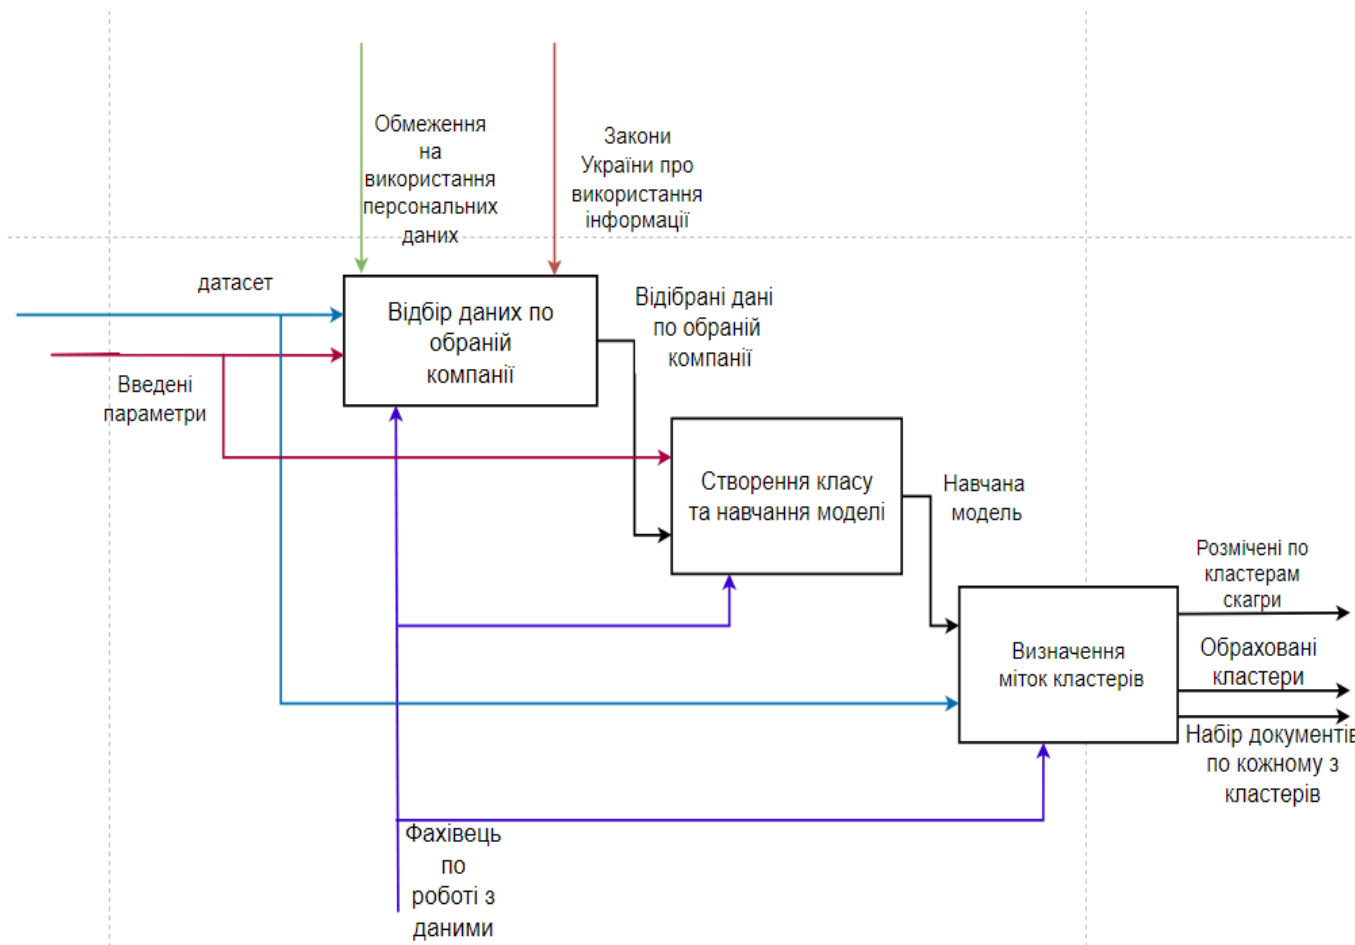 Обмеження
на
використання
персональних
даних
Закони
України про
використання
інформації
датасет
Введені
параметри
Відбір даних по
обраній
компанії
Відібрані дані
по обраній
компанії
Створення класу
та навчання моделі
Навчана
модель
Визначення
міток кластерів
Розмічені по
кластерам
скагри
Обраховані
кластери
Набір документів
по кожному з
кластерів
Фахівець
по
роботі з
даними